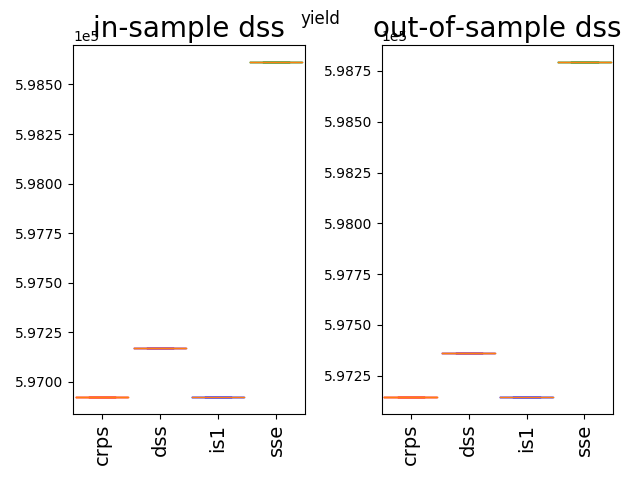 yield
in-sample dss
1e5
5.9850
5.9825
5.9800
5.9775
5.9750
5.9725
5.9700
crps
dss
is1
sse
out-of-sample dss
1e5
5.9875
5.9850
5.9825
5.9800
5.9775
5.9750
5.9725
crps
dss
is1
sse